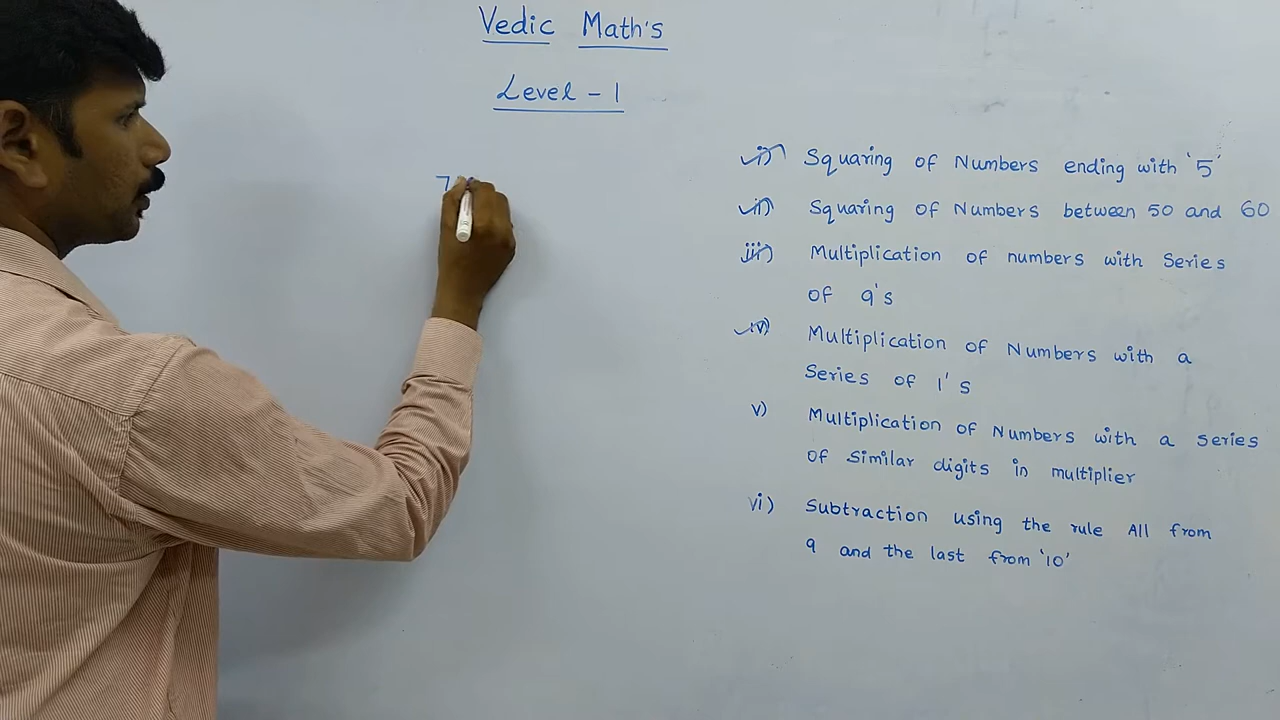 Vedic Math's
Level - 1
7
i) Squaring of Numbers ending with '5'
ii) Squaring of Numbers between 50 and 60
iii) Multiplication of numbers with Series
of 9's
iv) Multiplication of Numbers with a
Series of 1's
v) Multiplication of Numbers with a series
of similar digits in multiplier
vi) Subtraction using the rule All from
9 and the last from '10'